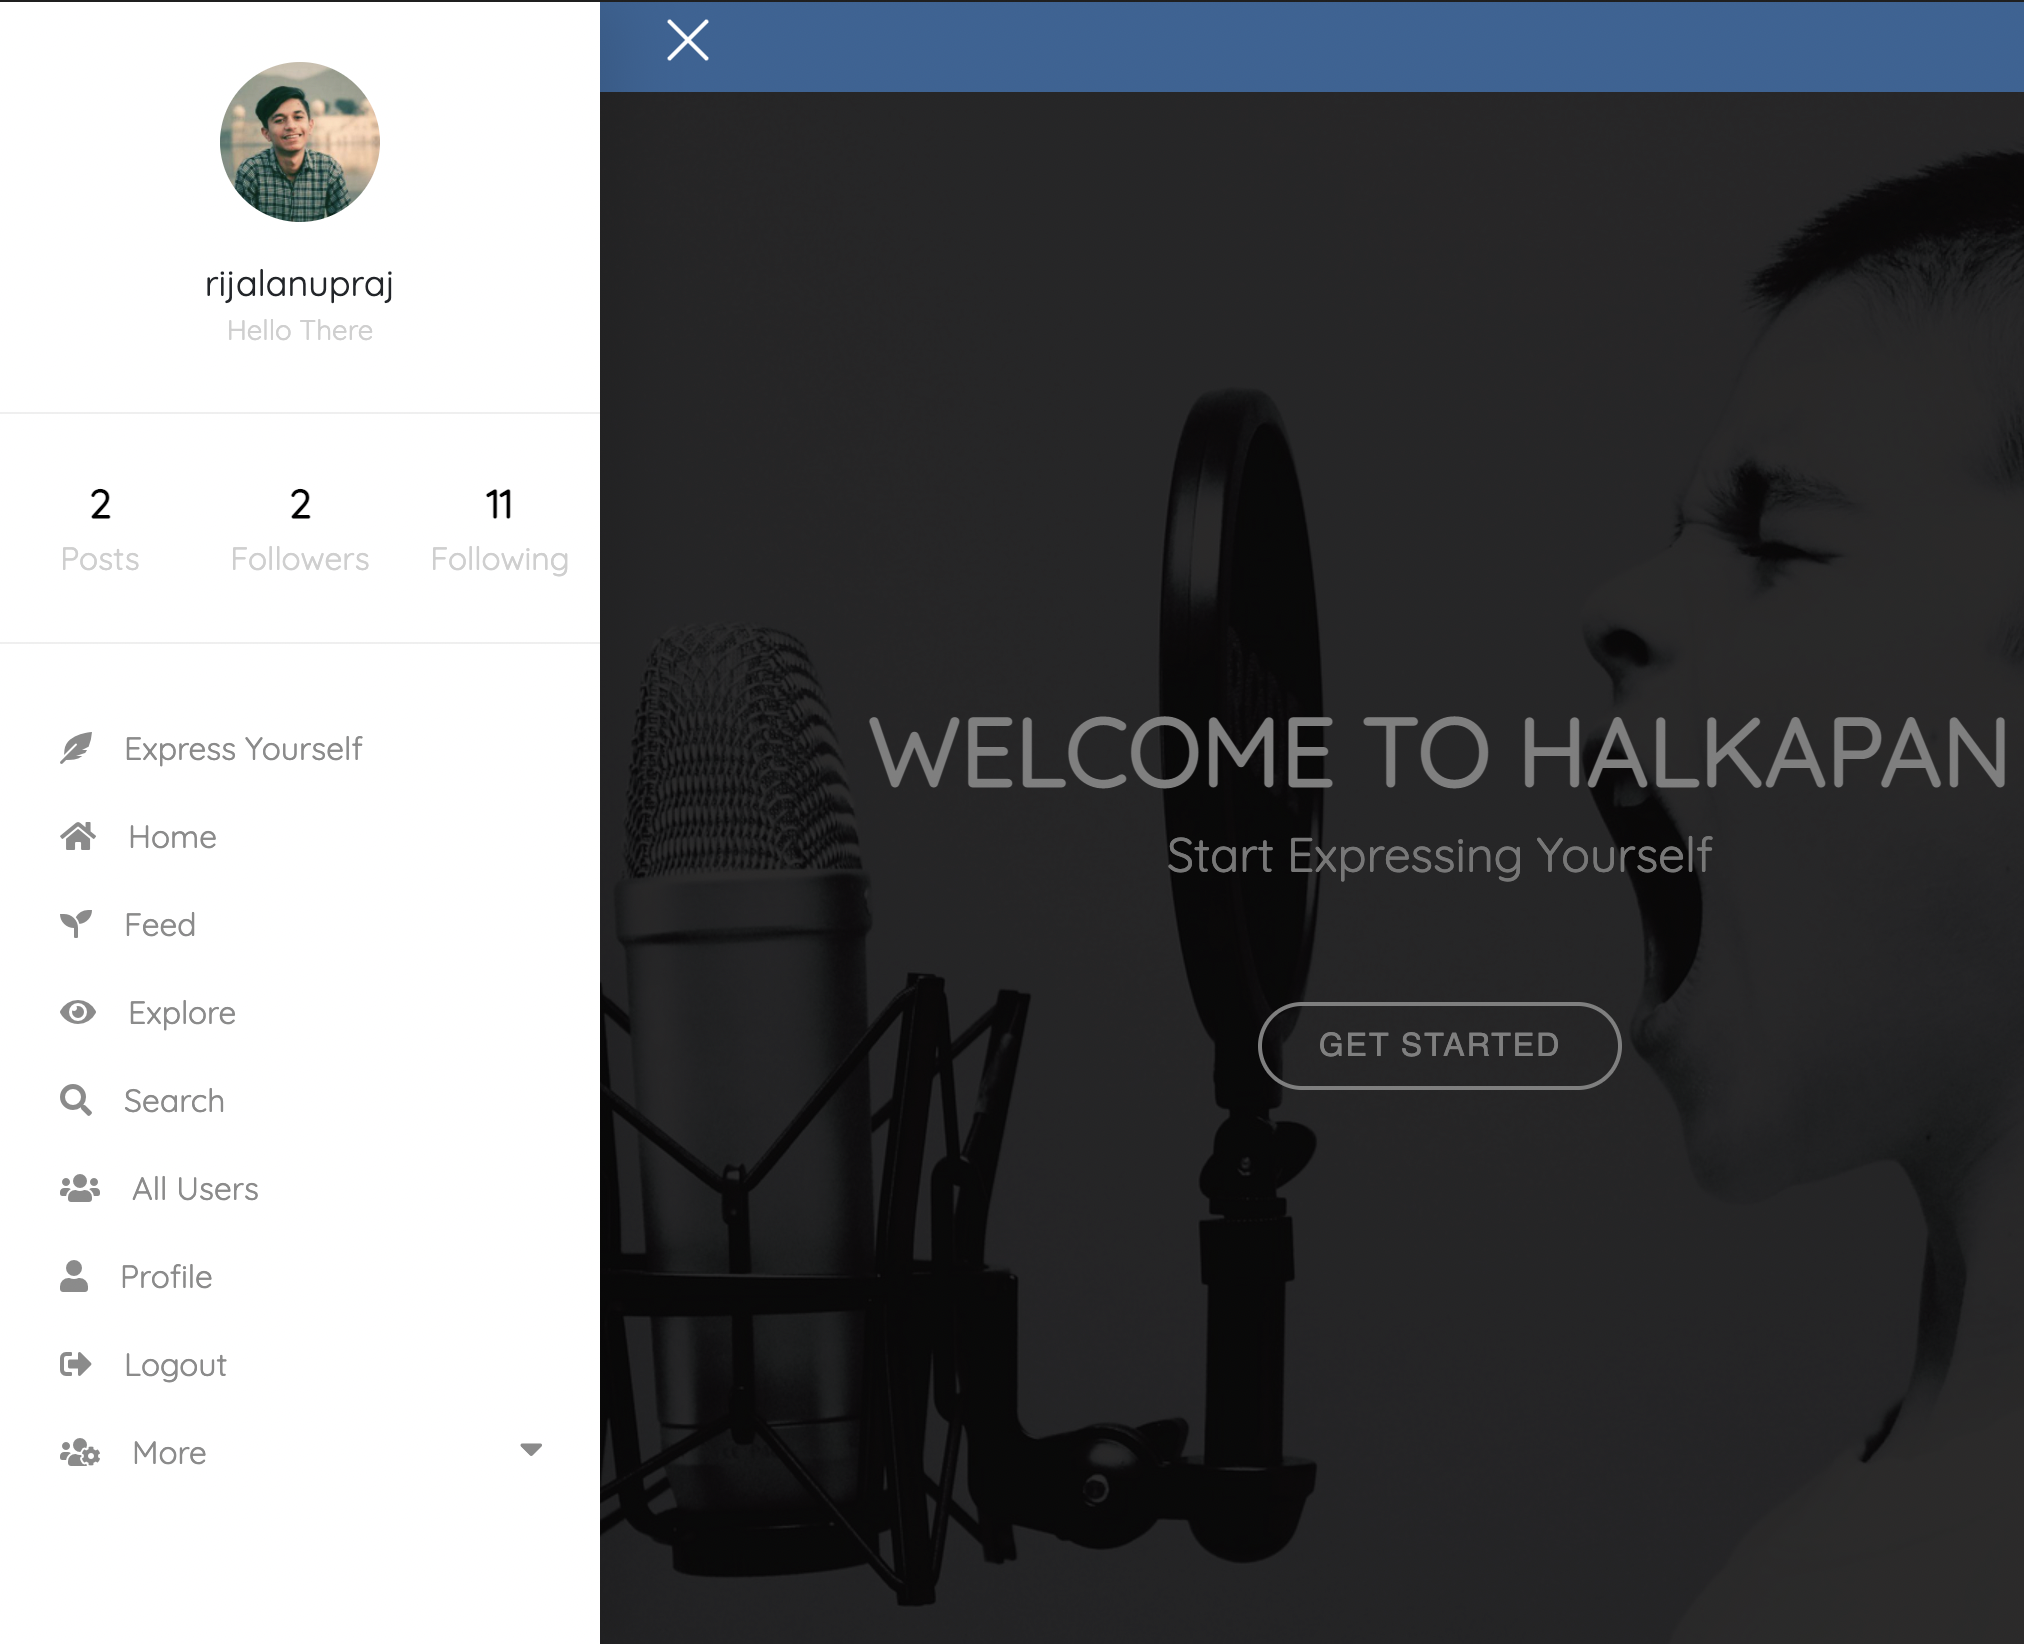 rijalanupraj
Hello There
2
Posts
2
Followers
11
Following
Express Yourself
Home
Feed
Explore
Search
All Users
Profile
Logout
More
WELCOME TO HALKAPAN
Start Expressing Yourself
GET STARTED